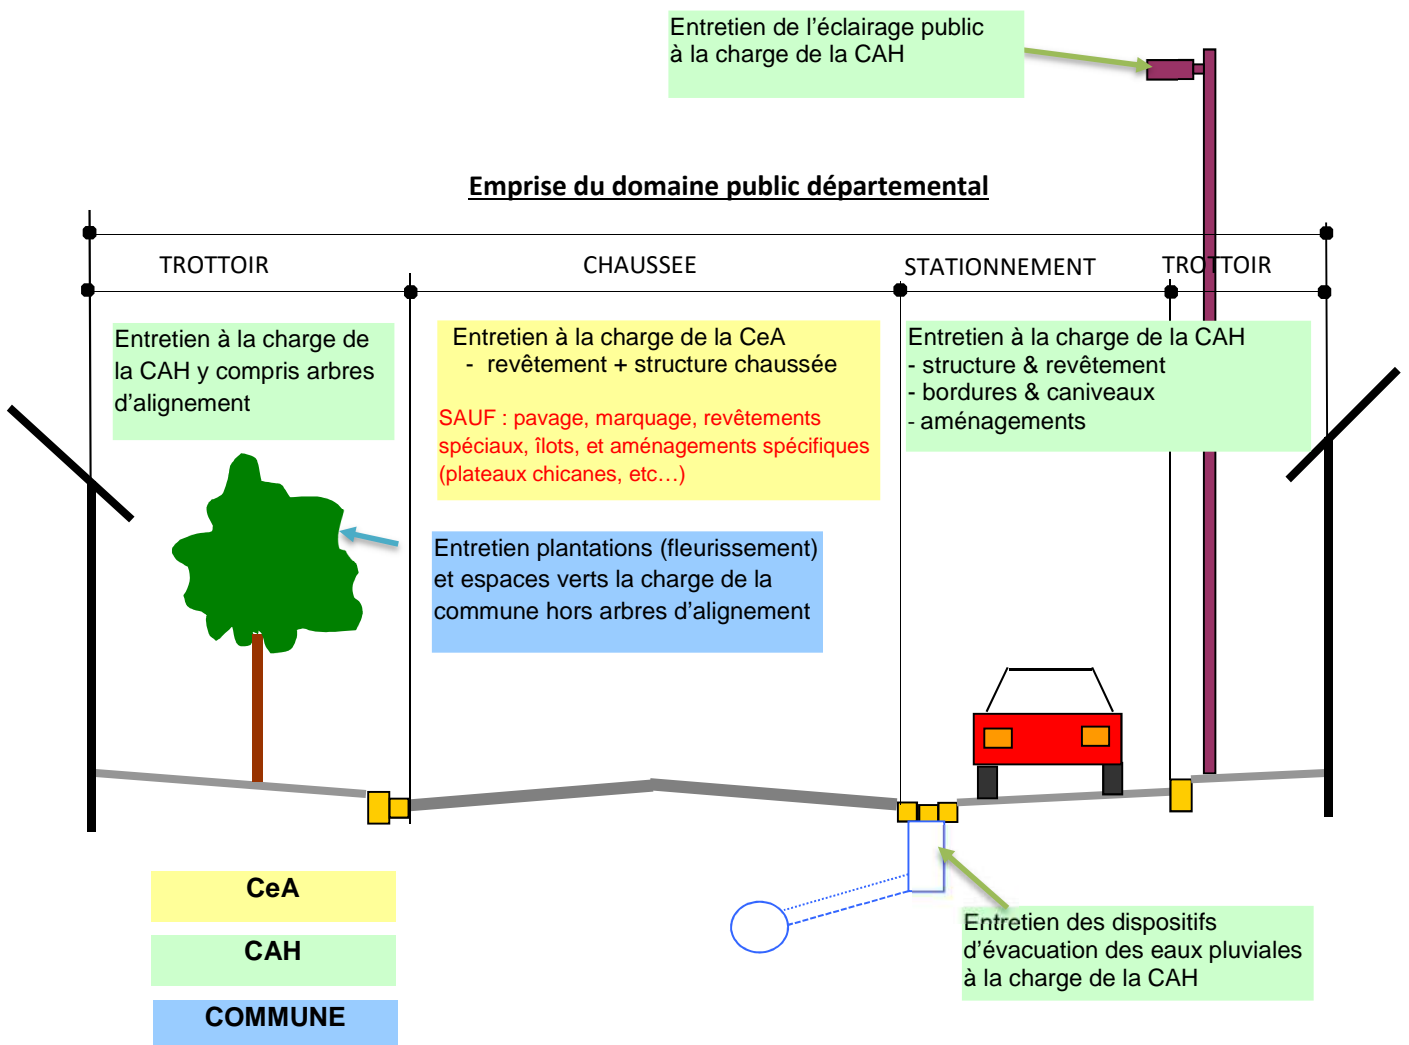 Entretien de l'éclairage public
à la charge de la CAH
Emprise du domaine public départemental
TROTTOIR
CHAUSSEE
STATIONNEMENT
TROTTOIR
Entretien à la charge de
la CAH y compris arbres
d'alignement
Entretien à la charge de la CeA
- revêtement + structure chaussée
SAUF : pavage, marquage, revêtements
spéciaux, îlots, et aménagements spécifiques
(plateaux chicanes, etc…)
Entretien à la charge de la CAH
- structure & revêtement
- bordures & caniveaux
- aménagements
Entretien plantations (fleurissement)
et espaces verts la charge de la
commune hors arbres d'alignement
Entretien des dispositifs
d'évacuation des eaux pluviales
à la charge de la CAH
CeA
CAH
COMMUNE